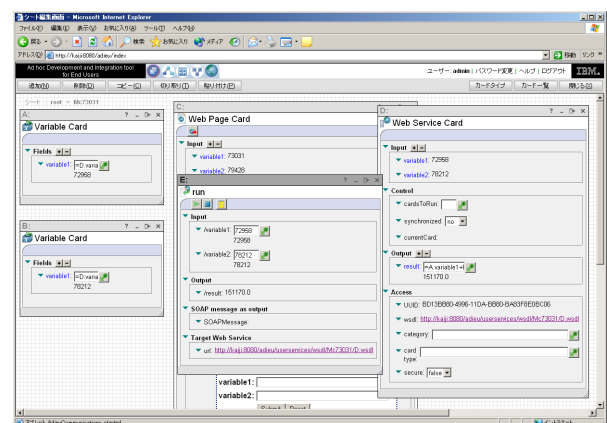 シート編集画面 - Microsoft Internet Explorer
ファイル(F) 編集(E) 表示(V) お気に入り(A) ツール(T) ヘルプ(H)
戻る 検索 お気に入り メディア
アドレス(D) http://kaiji:8080/adieu/index 移動 リンク
Ad hoc Development and Integration tool
for End Users
ユーザー: admin | パスワード変更 | ヘルプ | ログアウト IBM.
追加(N) 削除(D) コピー(C) 切り取り(T) 貼り付け(P) カードタイプ カード一覧 閉じる(X)
シート root - Mc73031
A: ? - x
Variable Card
Fields + -
variable1: =D.varia
72958
B: ? - x
Variable Card
Fields + -
variable1: =D.varia
78212
C:
Web Page Card
Input + -
variable1: 73031
variable2: 79428
E: ? - x
run
Input
/variable1: 72958
72958
/variable2: 78212
78212
Output
/result: 151170.0
SOAP message as output
SOAPMessage:
Target Web Service
url: http://kaiji:8080/adieu/userservices/wsdl/Mc73031/D.wsdl
variable1:
variable2:
Submit Reset
D: ? - x
Web Service Card
Input + -
variable1: 72958
variable2: 78212
Control
cardsToRun:
synchronized: no
currentCard:
Output + -
result: =A.variable1+
151170.0
Access
UUID: BD13BB80-4996-11DA-BB80-BA83F8E0BC06
wsdl: http://kaiji:8080/adieu/userservices/wsdl/Mc73031/D.wsdl
category:
card
type:
secure: false
AdieuCommunications started